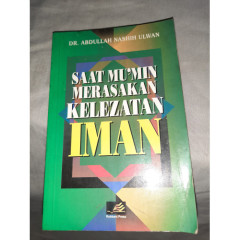 DR. ABDULLAH NASHIH ULWAN
SAAT MU'MIN
MERASAKAN
KELEZATAN
IMAN